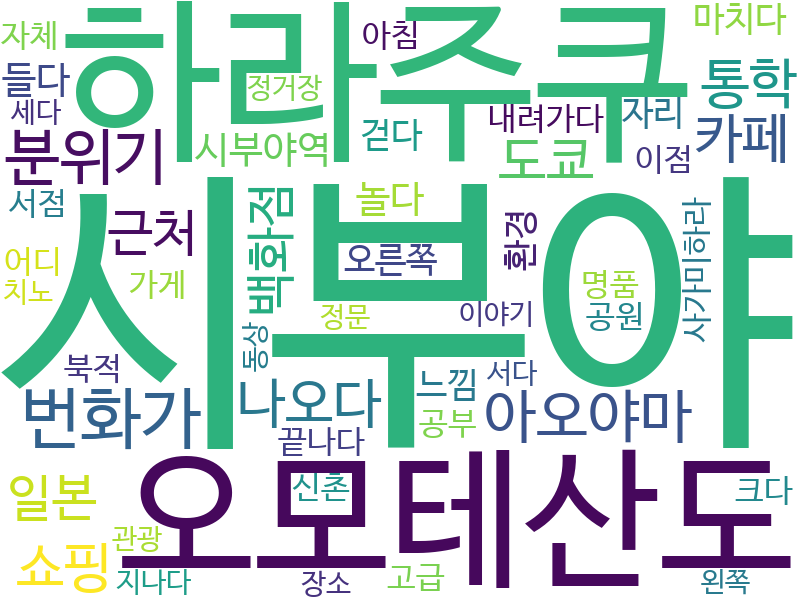 자체
하라주쿠
아침
마치다
들다
정거장
통학
세다
내려가다
자리
분위기
시부야역
걷다
도쿄
이점
카페
서점
근처
백화점
놀다
환경
사가미하라
시부야
오른쪽
어디
가게
명품
치노
정문
이야기
공원
동상
북적
느낌
서다
번화가
나오다
공부
아오야마
끝나다
오모테산도
일본
신촌
크다
관광
쇼핑
지나다
장소
고급
왼쪽